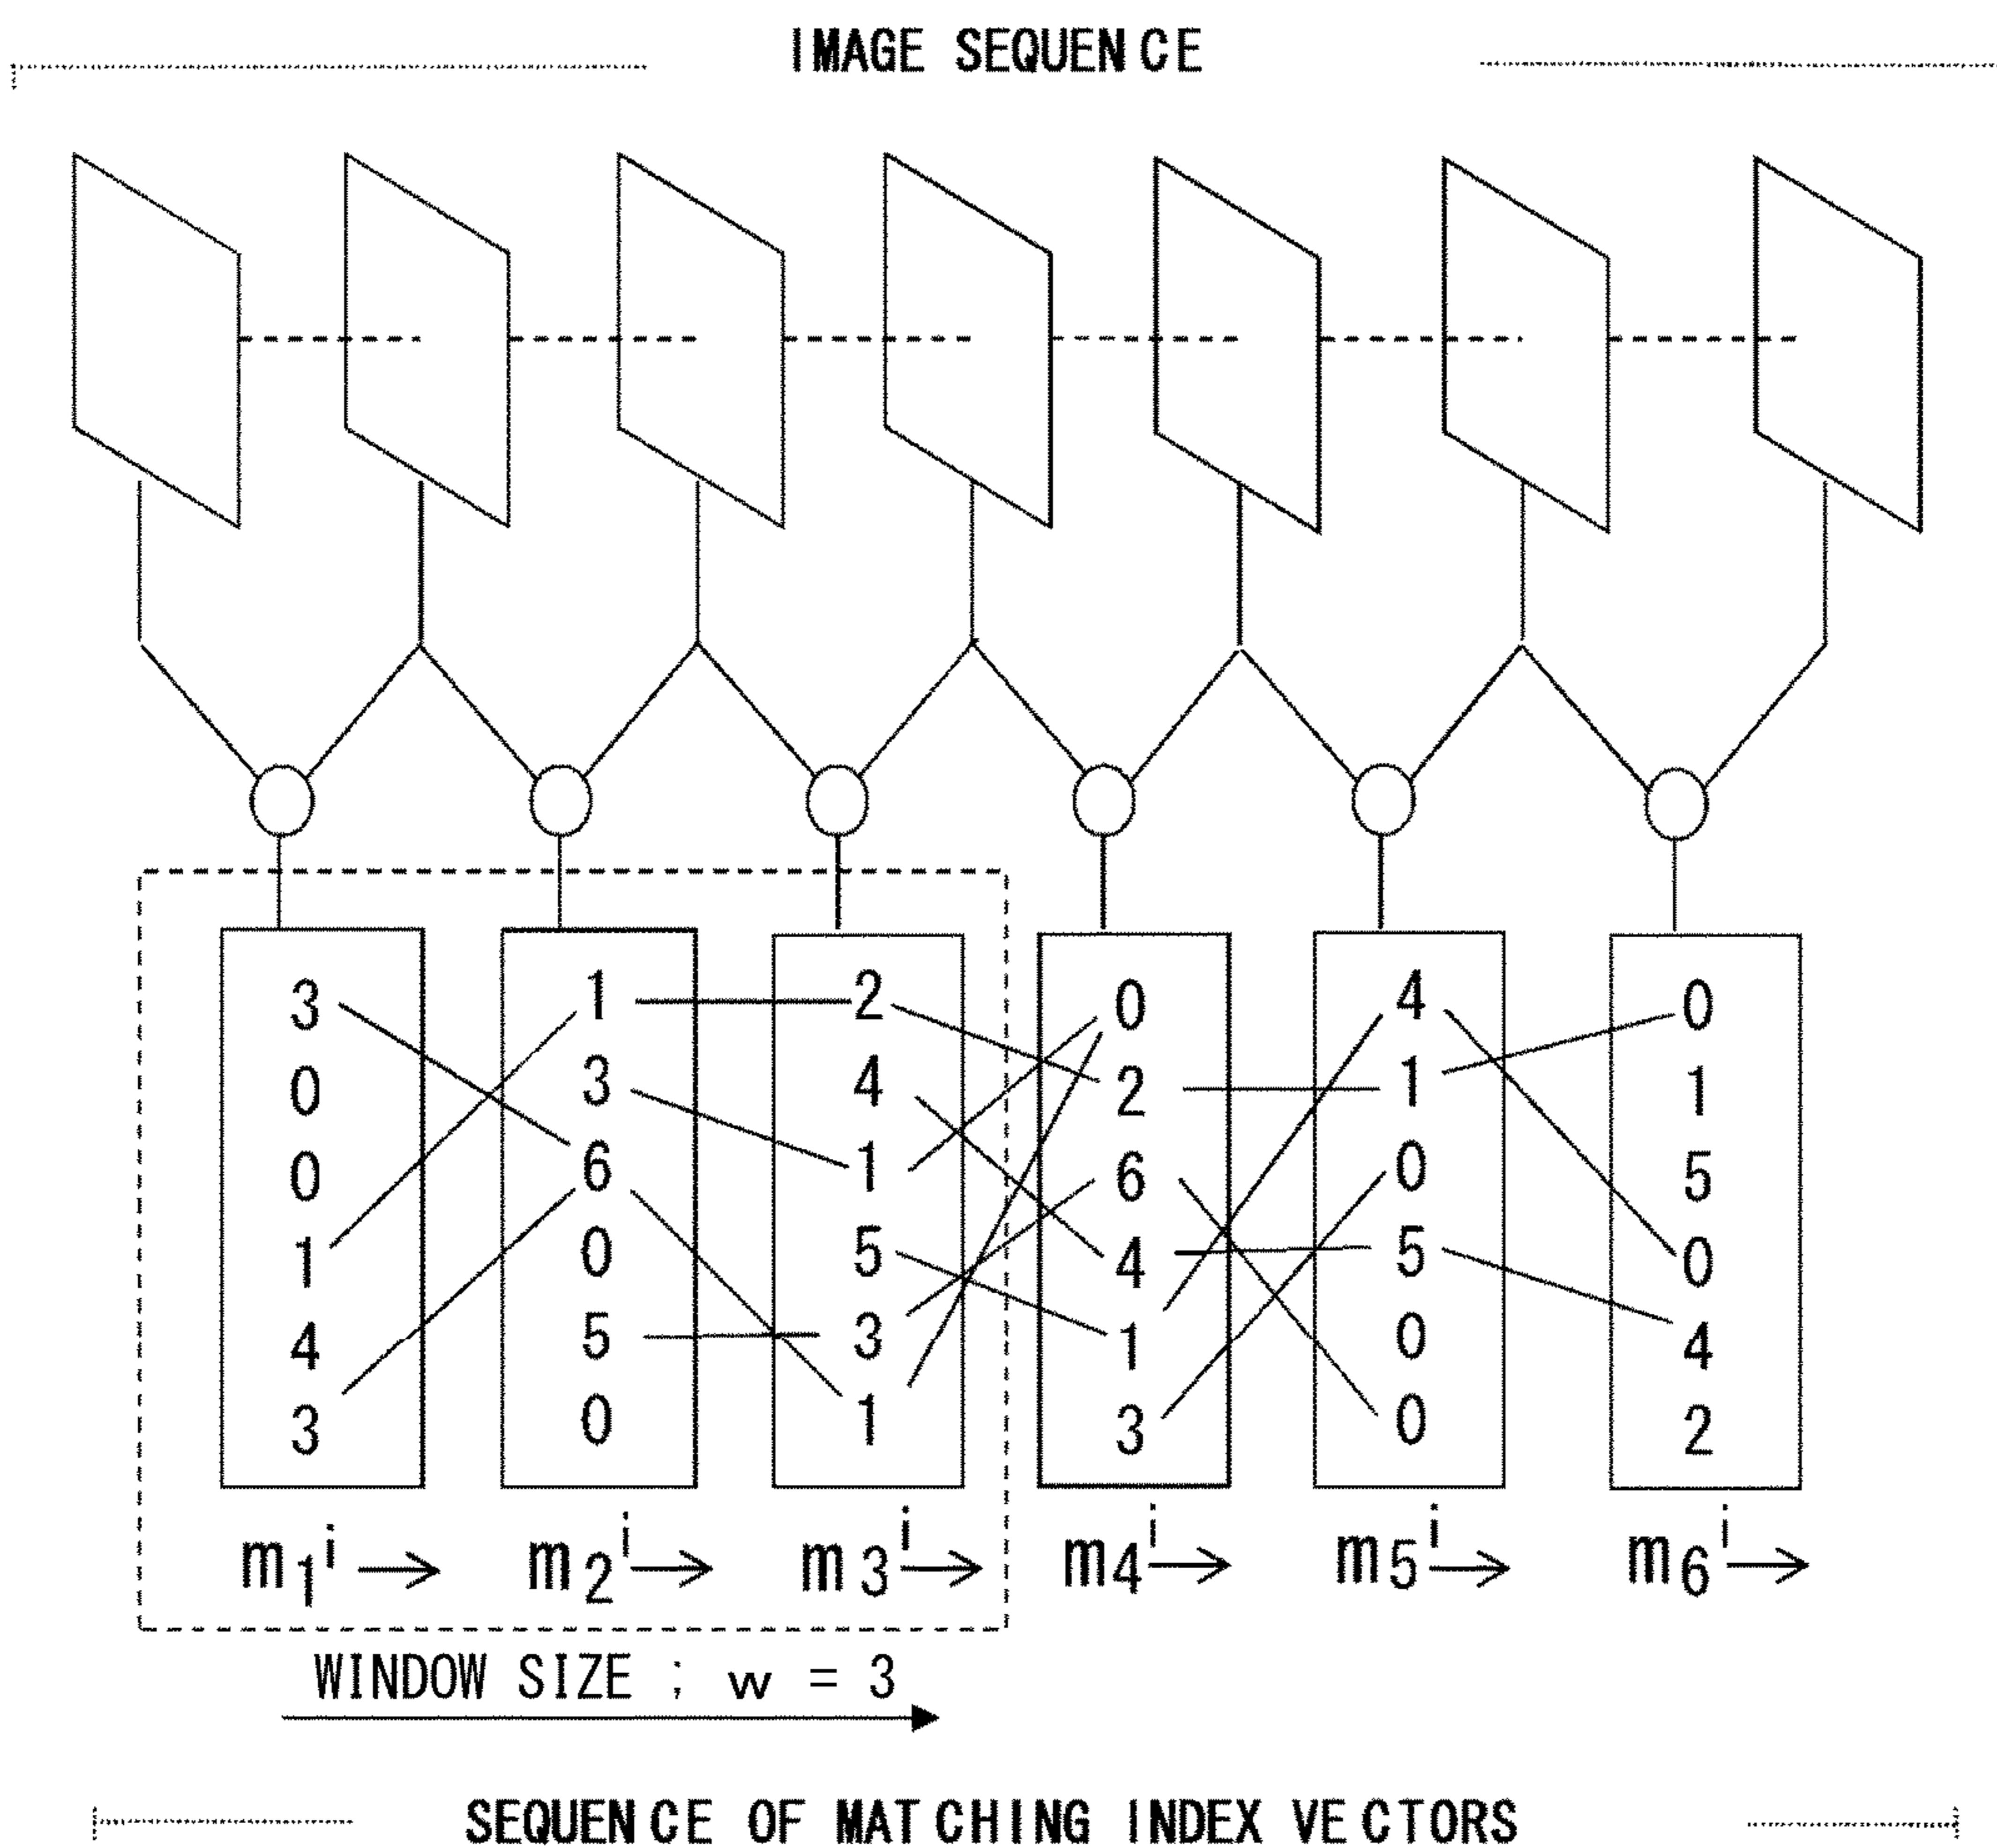 IMAGE SEQUENCE
3 1 2 0 4 0
0 3 4 2 1 1
0 6 1 6 0 5
1 0 5 4 5 0
4 5 3 1 0 4
3 0 1 3 0 2
m₁ⁱ → m₂ⁱ → m₃ⁱ → m₄ⁱ → m₅ⁱ → m₆ⁱ →
WINDOW SIZE ; w = 3
SEQUENCE OF MATCHING INDEX VECTORS